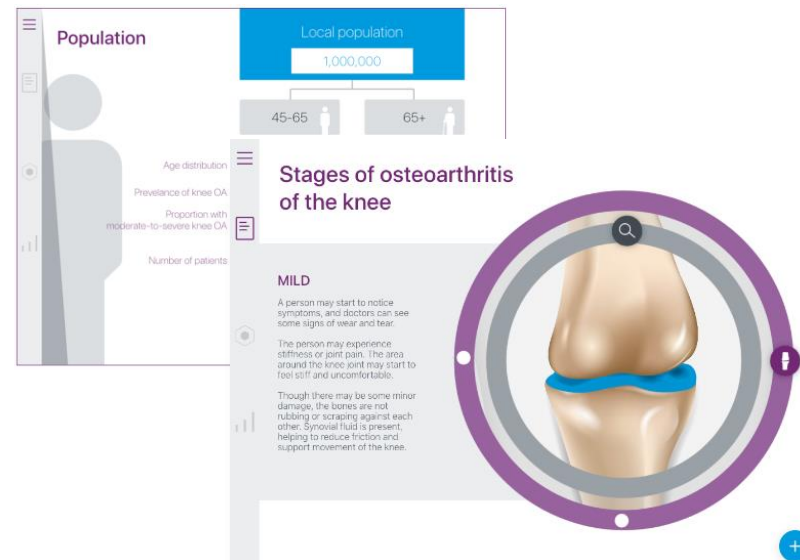 Population
Local population
1,000,000
45-65
65+
Age distribution
Prevelance of knee OA
Proportion with
moderate-to-severe knee OA
Number of patients
Stages of osteoarthritis
of the knee
MILD
A person may start to notice
symptoms, and doctors can see
some signs of wear and tear.
The person may experience
stiffness or joint pain. The area
around the knee joint may start to
feel stiff and uncomfortable.
Though there may be some minor
damage, the bones are not
rubbing or scraping against each
other. Synovial fluid is present,
helping to reduce friction and
support movement of the knee.